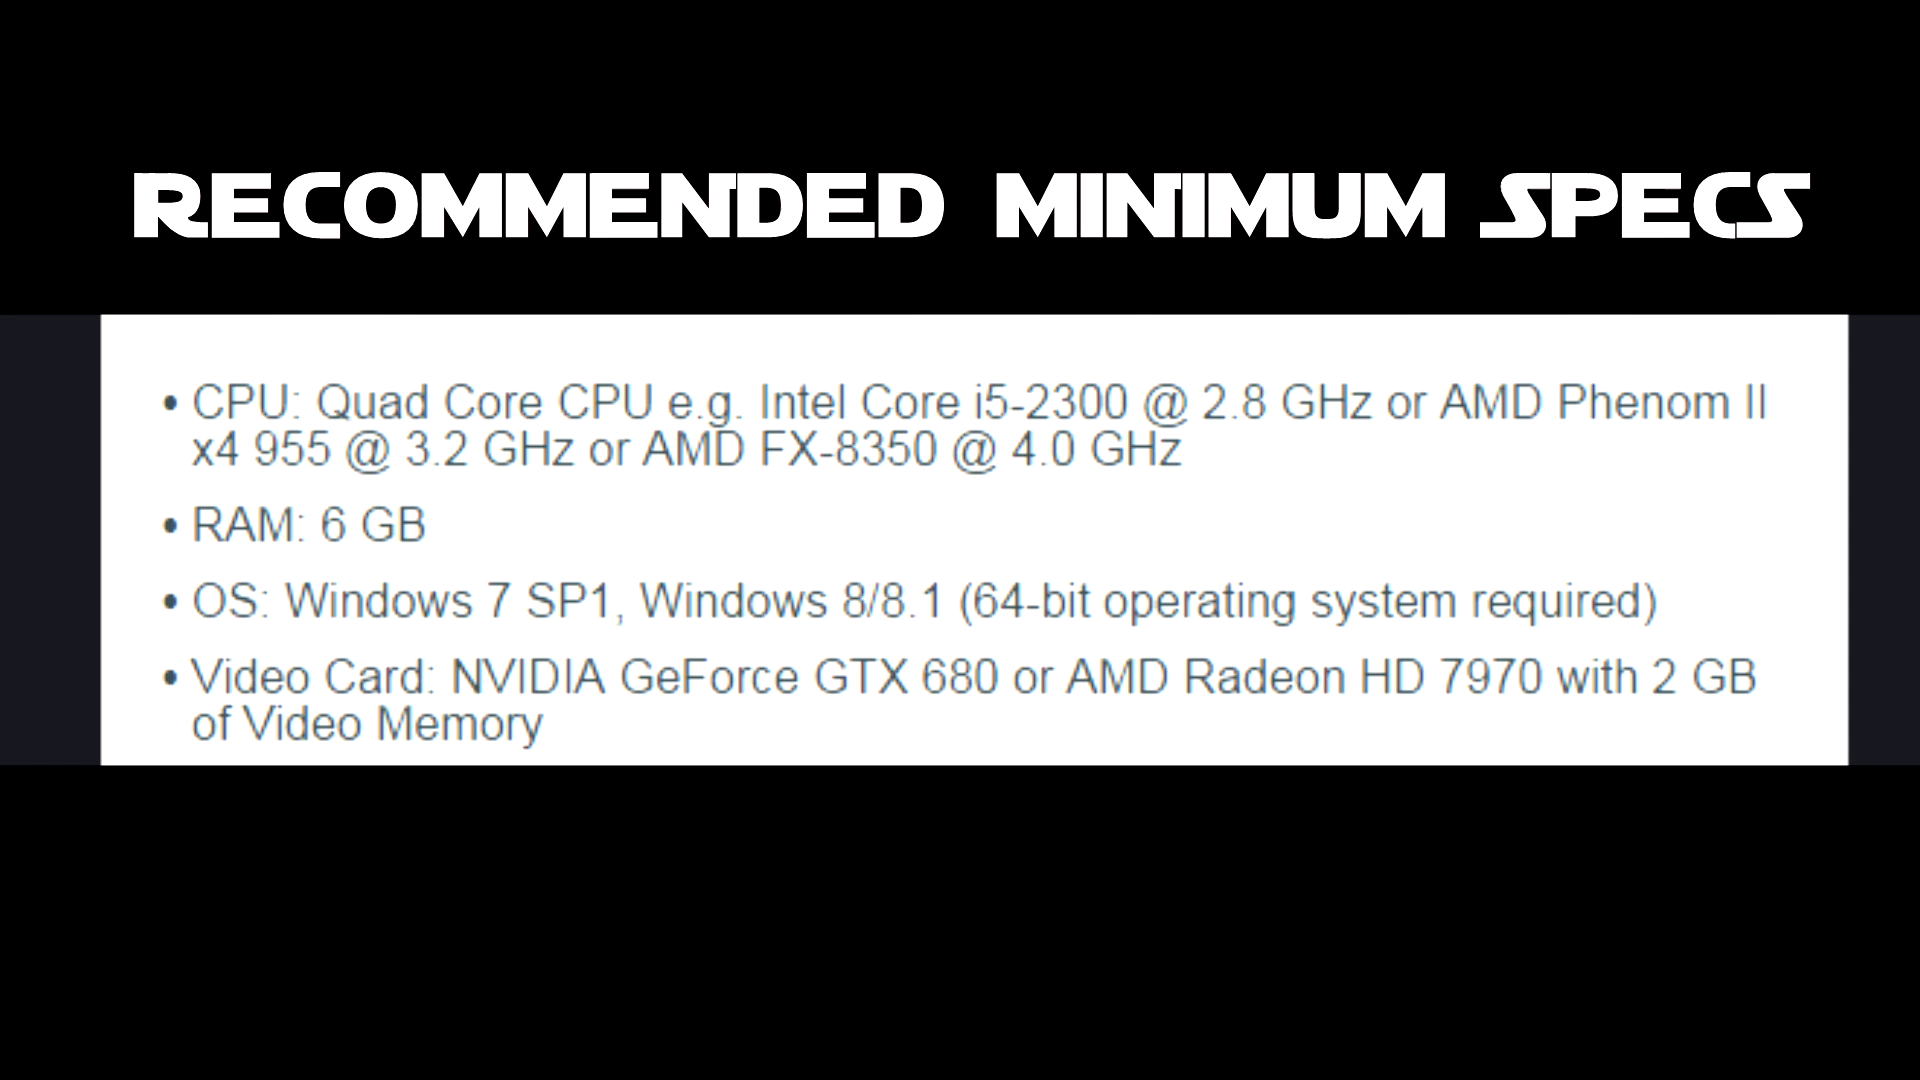 RECOMMENDED MINIMUM SPECS
• CPU: Quad Core CPU e.g. Intel Core i5-2300 @ 2.8 GHz or AMD Phenom II
x4 955 @ 3.2 GHz or AMD FX-8350 @ 4.0 GHz
• RAM: 6 GB
• OS: Windows 7 SP1, Windows 8/8.1 (64-bit operating system required)
• Video Card: NVIDIA GeForce GTX 680 or AMD Radeon HD 7970 with 2 GB
of Video Memory